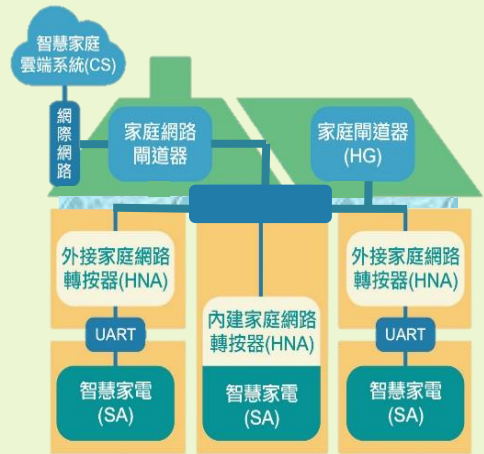 智慧家庭
雲端系統(CS)
網
際
網
路
家庭網路
閘道器
家庭閘道器
(HG)
外接家庭網路
轉按器(HNA)
內建家庭網路
轉按器(HNA)
外接家庭網路
轉按器(HNA)
UART
UART
智慧家電
(SA)
智慧家電
(SA)
智慧家電
(SA)